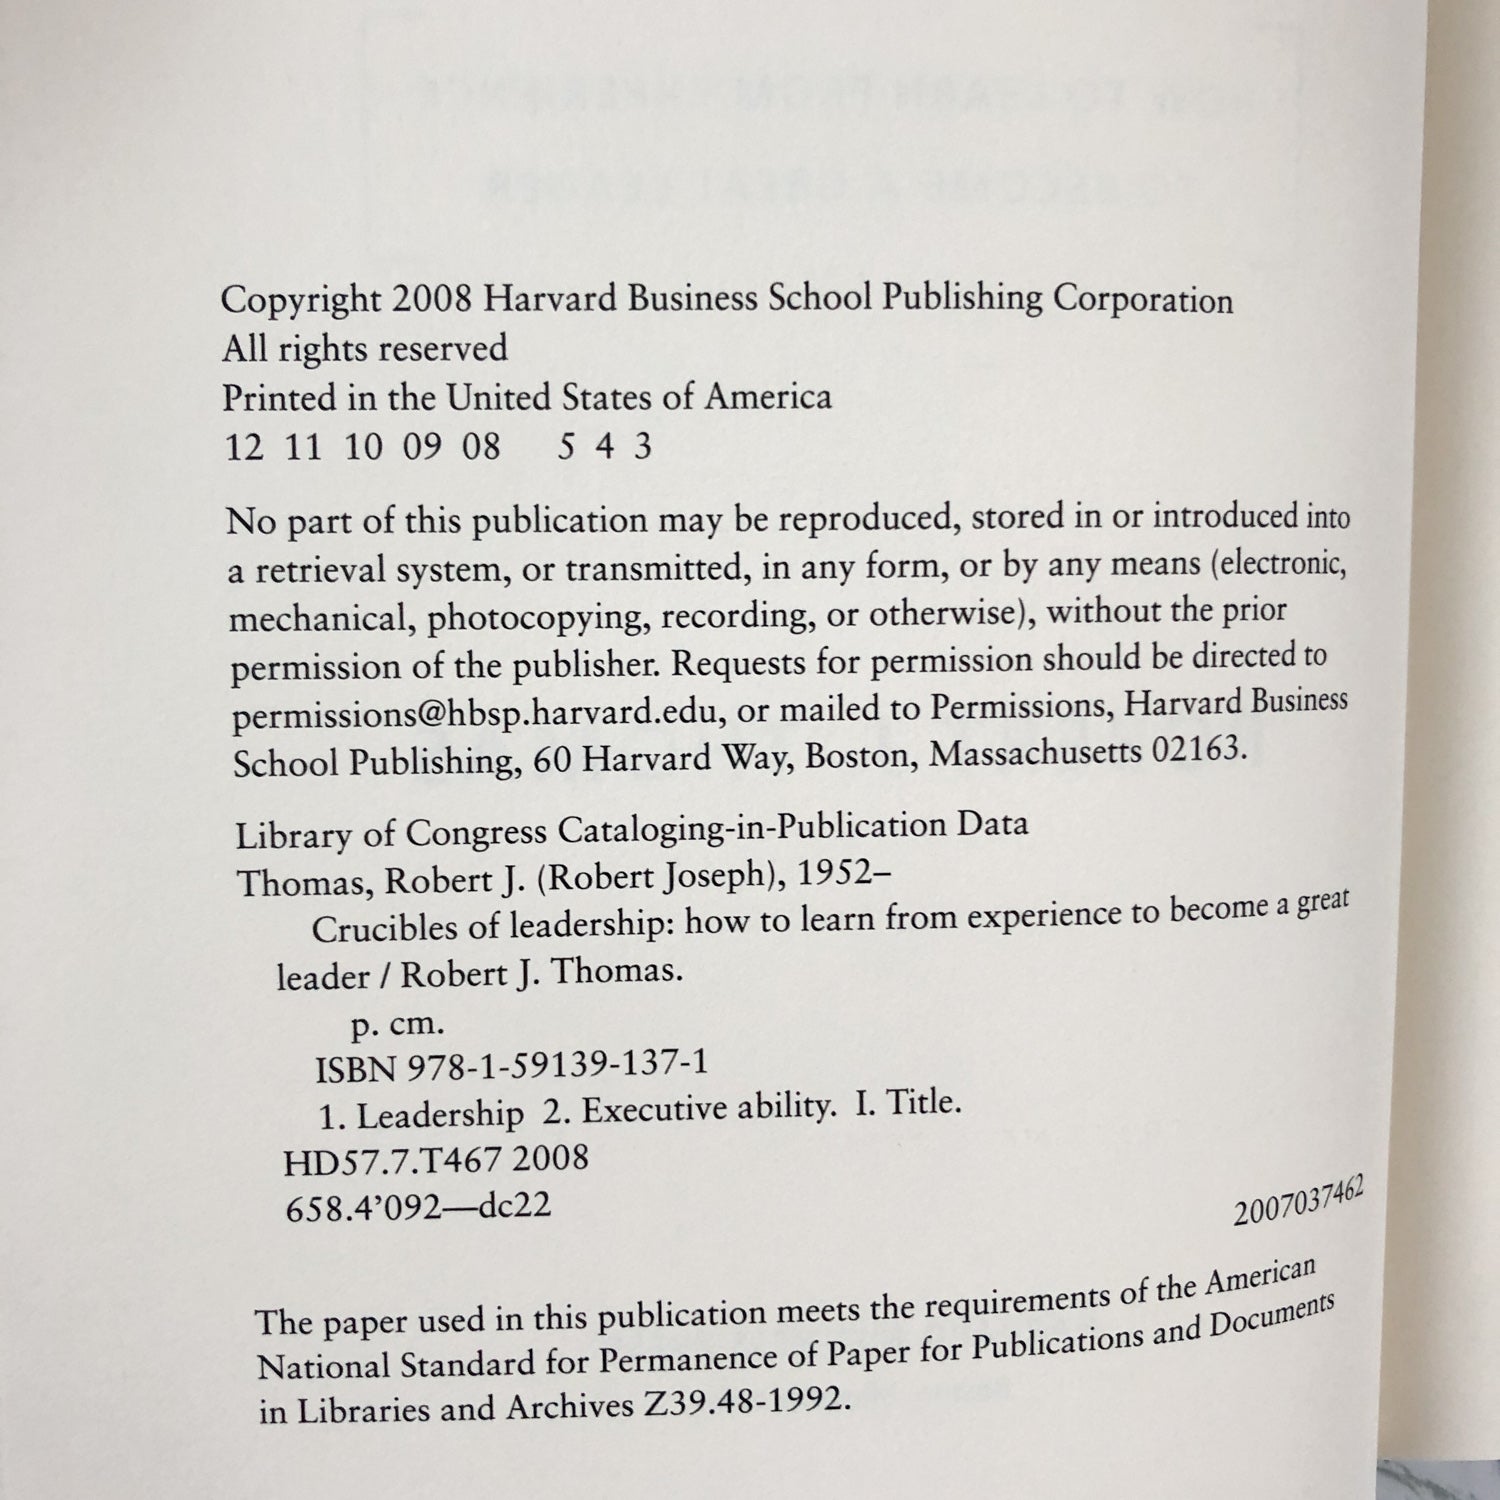 Copyright 2008 Harvard Business School Publishing Corporation
All rights reserved
Printed in the United States of America
12 11 10 09 08 5 4 3
No part of this publication may be reproduced, stored in or introduced into
a retrieval system, or transmitted, in any form, or by any means (electronic,
mechanical, photocopying, recording, or otherwise), without the prior
permission of the publisher. Requests for permission should be directed to
permissions@hbsp.harvard.edu, or mailed to Permissions, Harvard Business
School Publishing, 60 Harvard Way, Boston, Massachusetts 02163.
Library of Congress Cataloging-in-Publication Data
Thomas, Robert J. (Robert Joseph), 1952–
Crucibles of leadership: how to learn from experience to become a great
leader / Robert J. Thomas.
p. cm.
ISBN 978-1-59139-137-1
1. Leadership 2. Executive ability. I. Title.
HD57.7.T467 2008
658.4’092—dc22
2007037462
The paper used in this publication meets the requirements of the American
National Standard for Permanence of Paper for Publications and Documents
in Libraries and Archives Z39.48-1992.